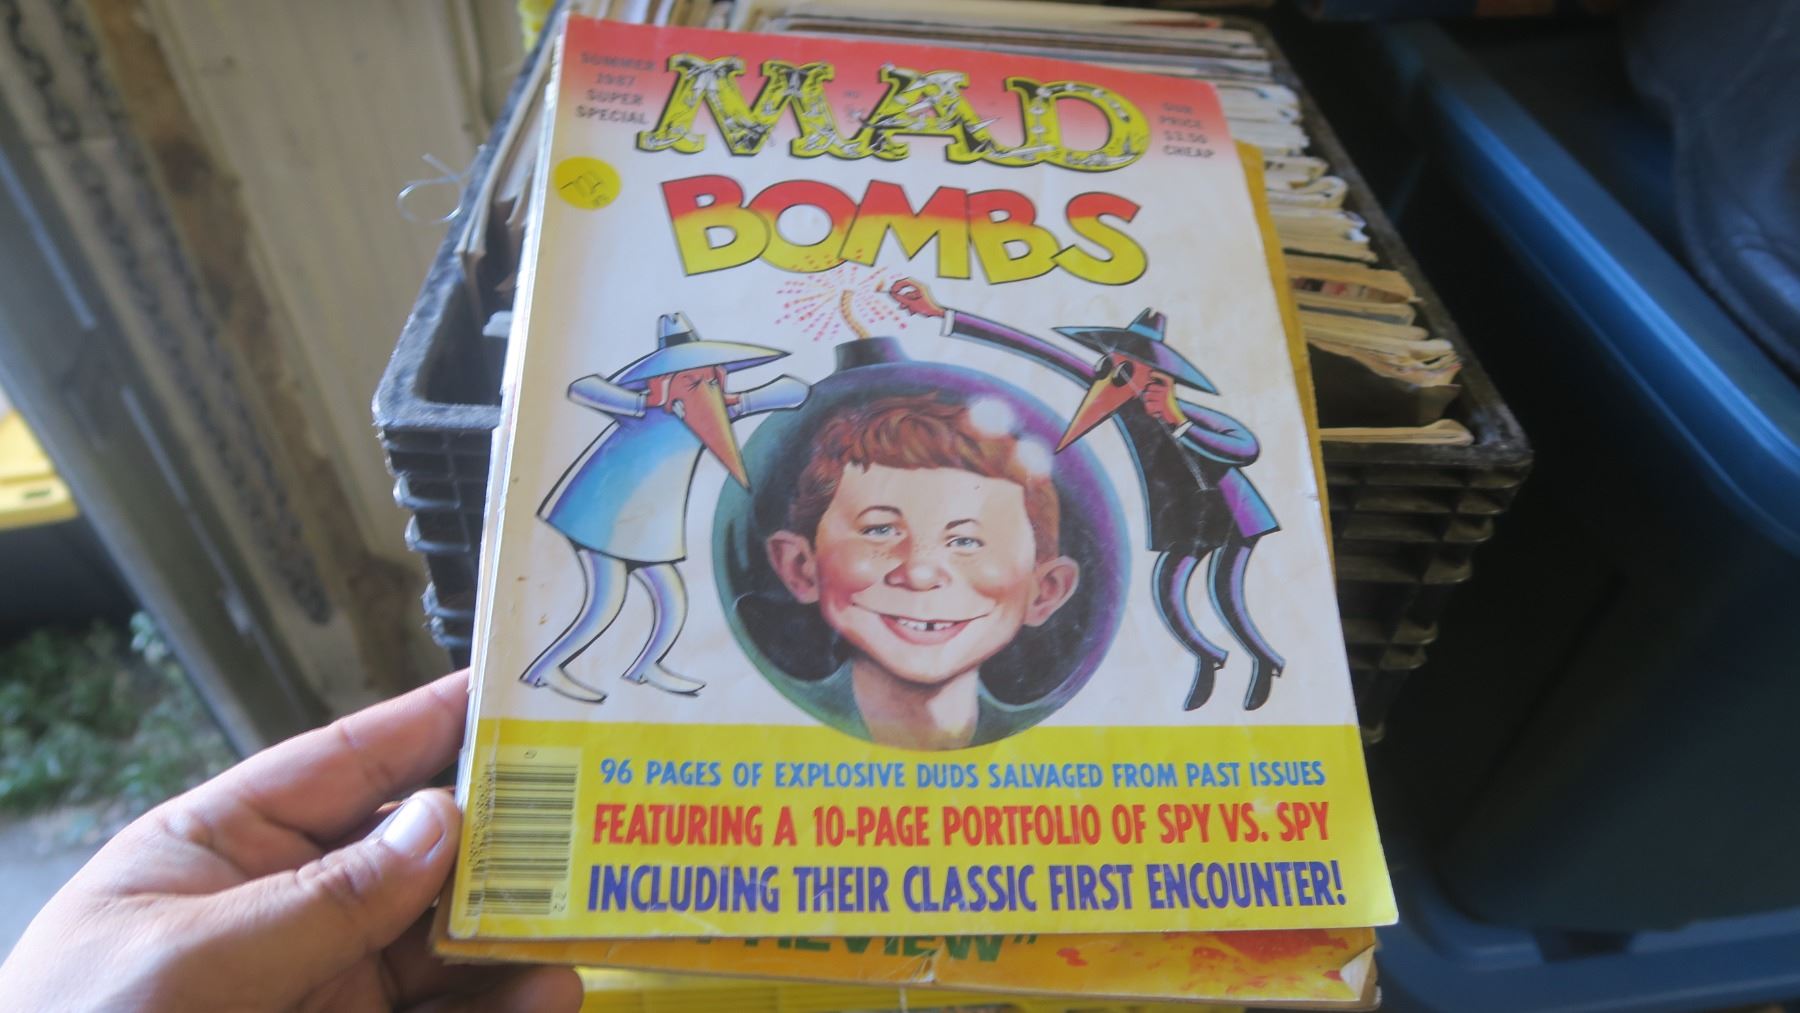 SUMMER
1987
SUPER
SPECIAL
MAD
OUR
PRICE
$3.50
CHEAP
BOMBS
96 PAGES OF EXPLOSIVE DUDS SALVAGED FROM PAST ISSUES
FEATURING A 10-PAGE PORTFOLIO OF SPY VS. SPY
INCLUDING THEIR CLASSIC FIRST ENCOUNTER!